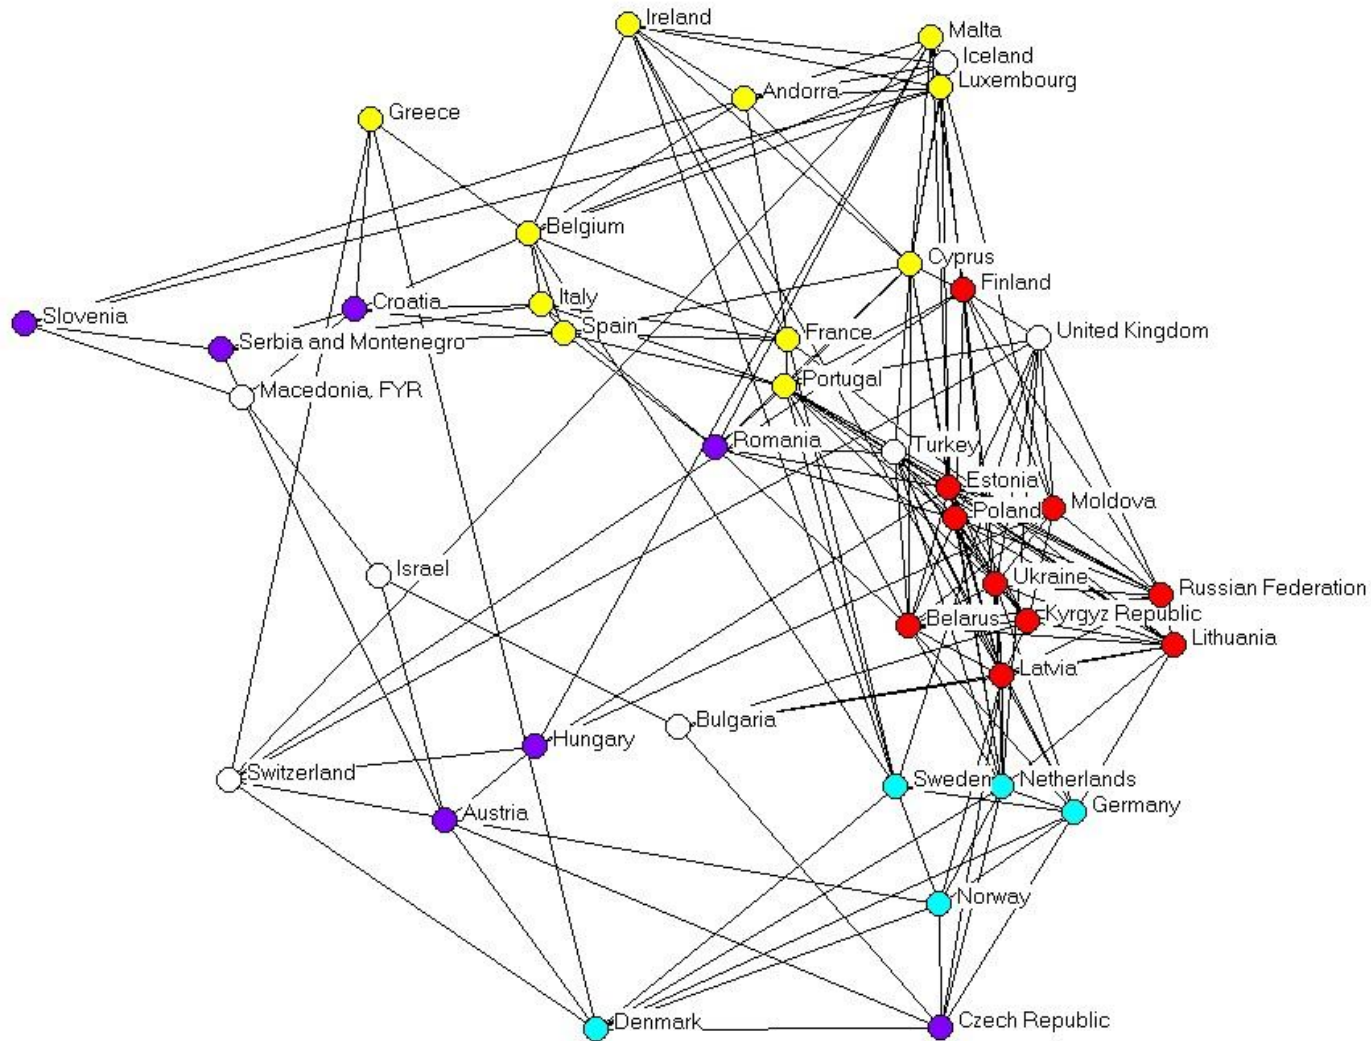 Ireland
Malta
Iceland
Luxembourg
Andorra
Greece
Belgium
Cyprus
Finland
Italy
Croatia
Slovenia
Spain
France
United Kingdom
Serbia and Montenegro
Portugal
Macedonia, FYR
Romania
Turkey
Estonia
Moldova
Poland
Israel
Ukraine
Russian Federation
Belarus
Kyrgyz Republic
Lithuania
Latvia
Bulgaria
Hungary
Switzerland
Sweden
Netherlands
Germany
Austria
Norway
Denmark
Czech Republic